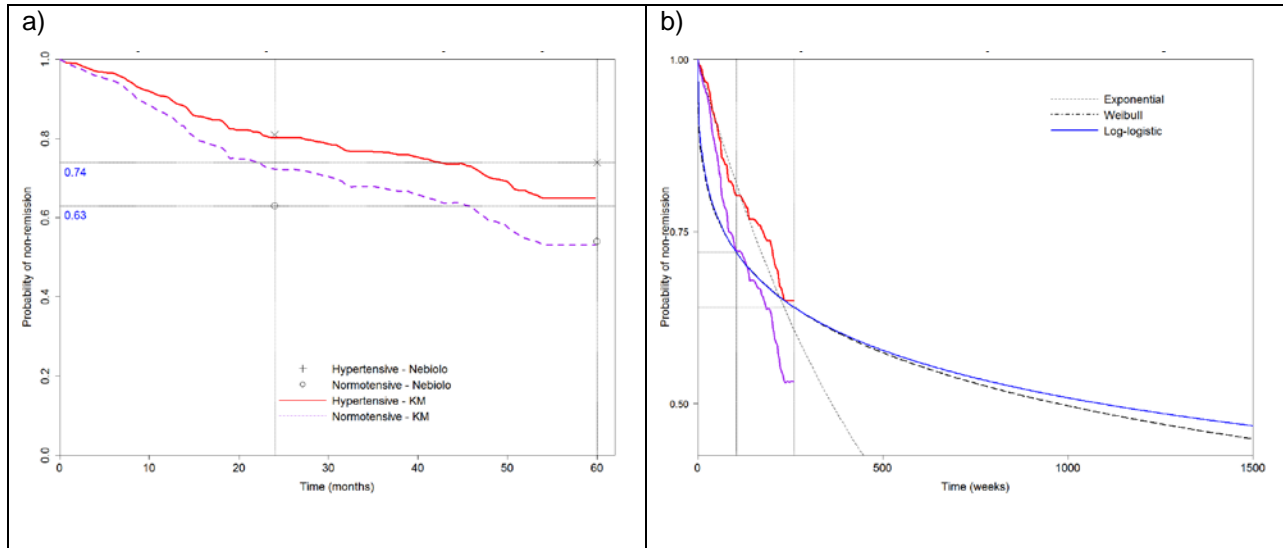 a)
1.0
0.8
0.6
0.4
0.2
0.0
Probability of non-remission
0.74
0.63
Hypertensive - Nebiolo
Normotensive - Nebiolo
Hypertensive - KM
Normotensive - KM
0
10
20
30
40
50
60
Time (months)
b)
1.00
0.75
0.50
Probability of non-remission
Exponential
Weibull
Log-logistic
0
500
1000
1500
Time (weeks)